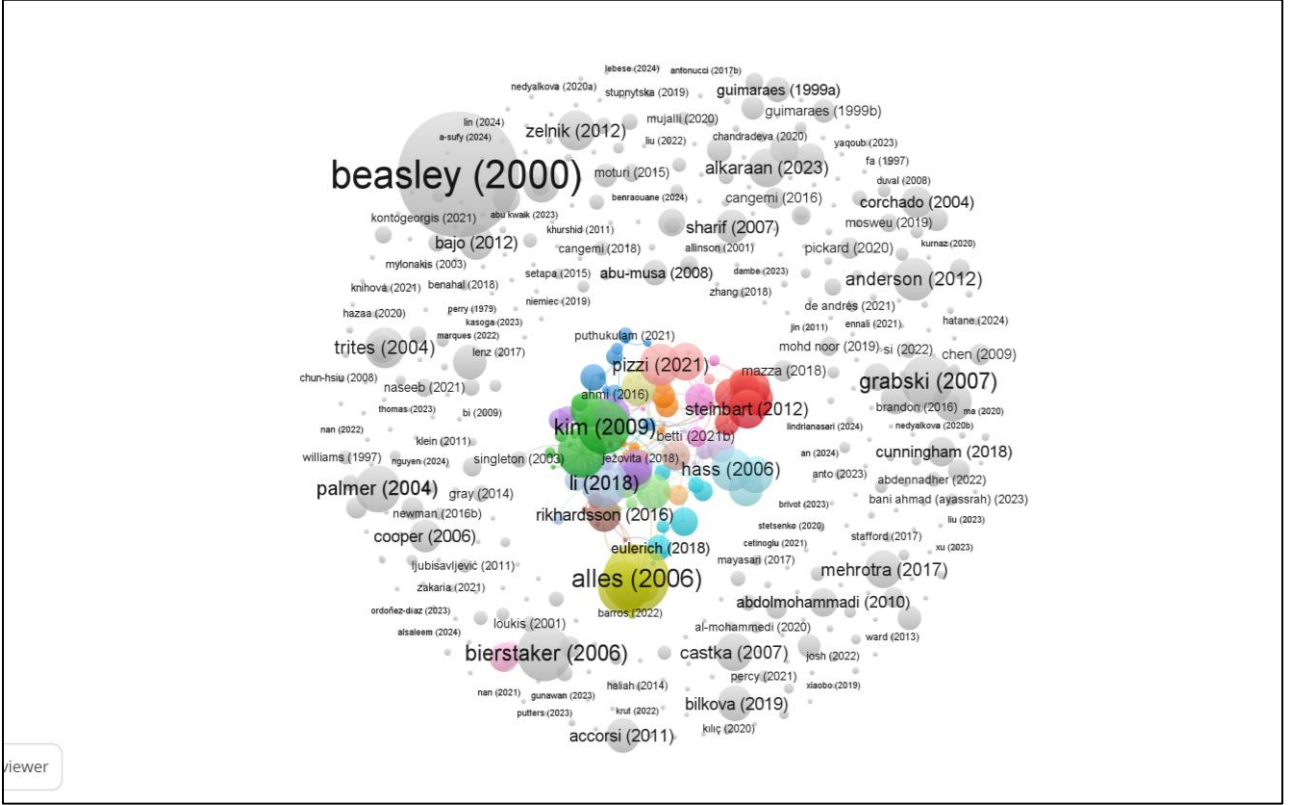 lebese (2024)
antonucci (2017b)
nedyalkova (2020a)
stupnytska (2019)
guimaraes (1999a)
guimaraes (1999b)
lin (2024)
zelnik (2012)
mujalli (2020)
a-sufy (2024)
liu (2022)
chandradeva (2020)
yaqoubi (2023)
beasley (2000)
moturi (2015)
alkaraan (2023)
fa (1997)
duval (2008)
benraouane (2024)
cangemi (2016)
corchado (2004)
kontogeorgis (2021)
abu kwaik (2023)
khurshid (2011)
sharif (2007)
mosweu (2019)
bajo (2012)
cangemi (2018)
allinson (2001)
pickard (2020)
kurnaz (2020)
mylonakis (2003)
setapa (2015)
abu-musa (2008)
dambe (2023)
anderson (2012)
knihová (2021)
benahal (2018)
zhang (2018)
niemiec (2019)
de andrés (2021)
hazaa (2020)
perry (1979)
kasoga (2023)
jin (2011)
ennali (2021)
hatane (2024)
marques (2022)
puthukulam (2021)
trites (2004)
lenz (2017)
mohd noor (2019)
si (2022)
chen (2009)
pizzi (2021)
mazza (2018)
chun-hsiu (2008)
naseeb (2021)
grabski (2007)
ahmi (2016)
thomas (2023)
bi (2009)
steinbart (2012)
brandon (2016)
ma (2020)
nan (2022)
kim (2009)
betti (2021b)
lindrianasari (2024)
nedyalkova (2020b)
klein (2011)
williams (1997)
nguyen (2024)
singleton (2003)
ježovita (2018)
hass (2006)
an (2024)
cunningham (2018)
anto (2023)
abdennadher (2022)
palmer (2004)
gray (2014)
li (2018)
bani ahmad (ayassrah) (2023)
newman (2016b)
rikhardsson (2016)
brivot (2023)
liu (2023)
cooper (2006)
stetsenko (2020)
stafford (2017)
eulerich (2018)
cetinoglu (2021)
xu (2023)
ljubisavljević (2011)
mayasari (2017)
mehrotra (2017)
zakaria (2021)
alles (2006)
ordoñez-diaz (2023)
barros (2022)
abdolmohammadi (2010)
loukis (2001)
alsaleem (2024)
al-mohammedi (2020)
ward (2013)
bierstaker (2006)
castka (2007)
josh (2022)
percy (2021)
xiaobo (2019)
nan (2021)
gunawan (2023)
haliah (2014)
bilkova (2019)
putters (2023)
krut (2022)
accorsi (2011)
kılıç (2020)
viewer